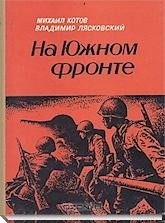 МИХАИЛ КОТОВ
ВЛАДИМИР ЛЯСКОВСКИЙ
На Южном
фронте